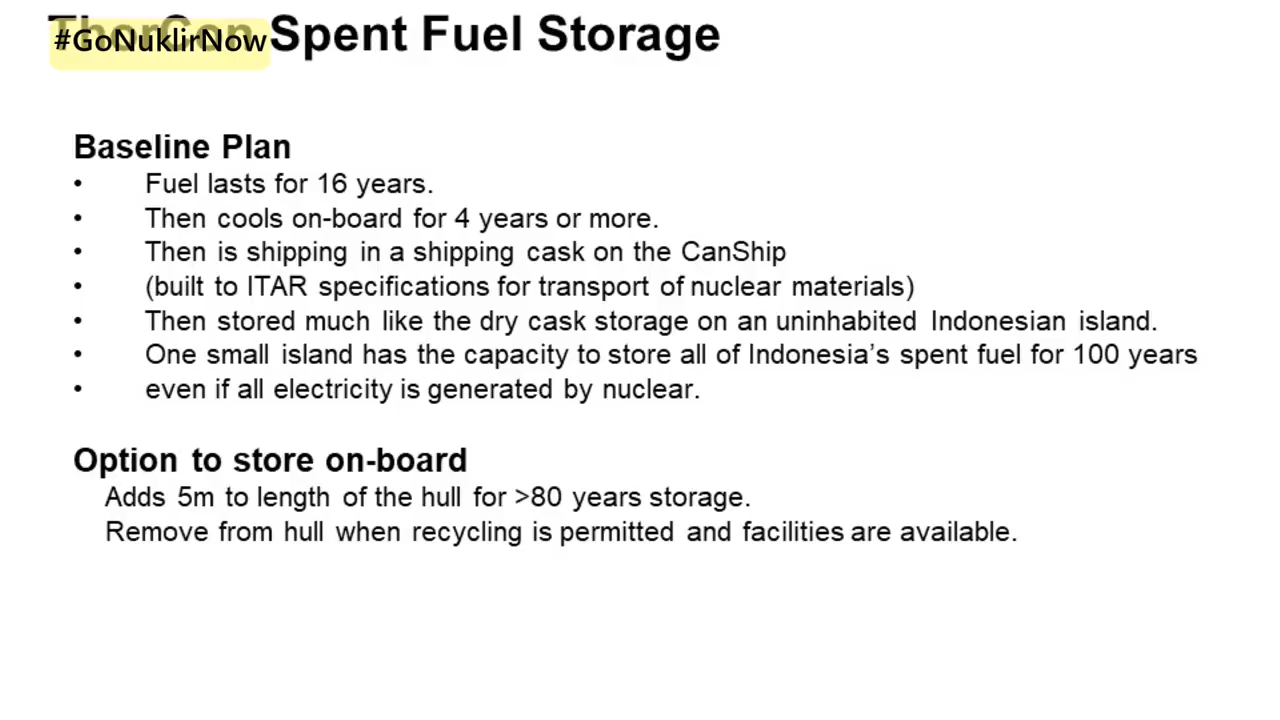 #GoNuklirNow Spent Fuel Storage
Baseline Plan
• Fuel lasts for 16 years.
• Then cools on-board for 4 years or more.
• Then is shipping in a shipping cask on the CanShip
• (built to ITAR specifications for transport of nuclear materials)
• Then stored much like the dry cask storage on an uninhabited Indonesian island.
• One small island has the capacity to store all of Indonesia’s spent fuel for 100 years
• even if all electricity is generated by nuclear.
Option to store on-board
Adds 5m to length of the hull for >80 years storage.
Remove from hull when recycling is permitted and facilities are available.